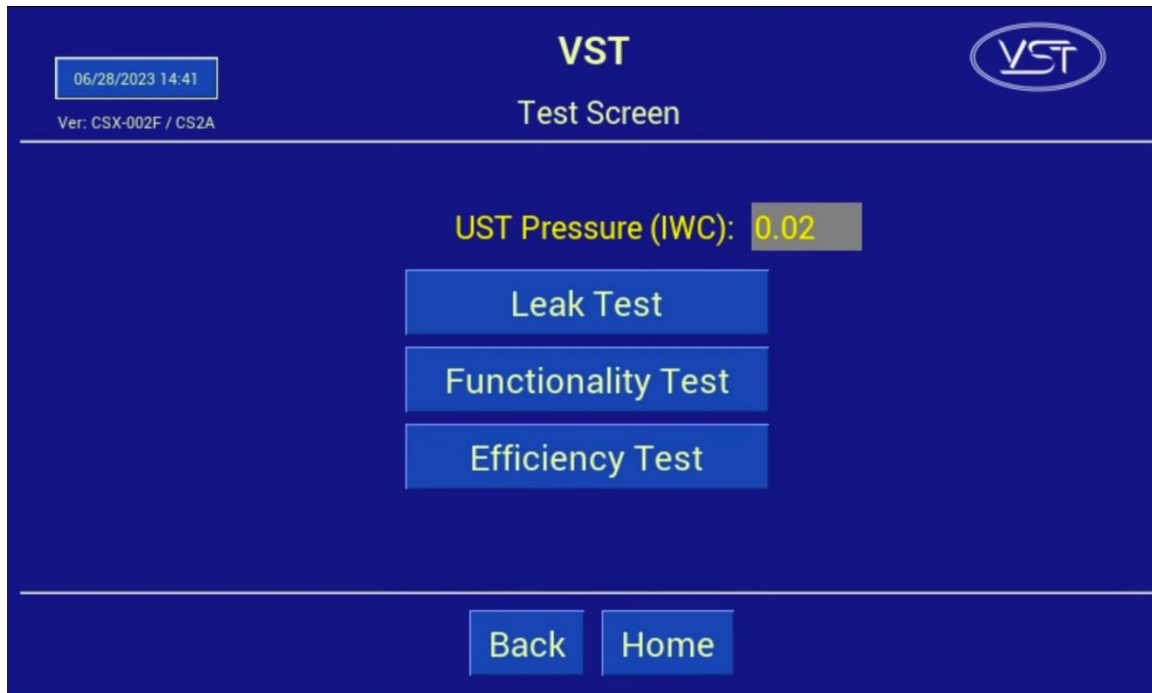 VST
VST
06/28/2023 14:41
Test Screen
Ver: CSX-002F / CS2A
UST Pressure (IWC): 0.02
Leak Test
Functionality Test
Efficiency Test
Back Home